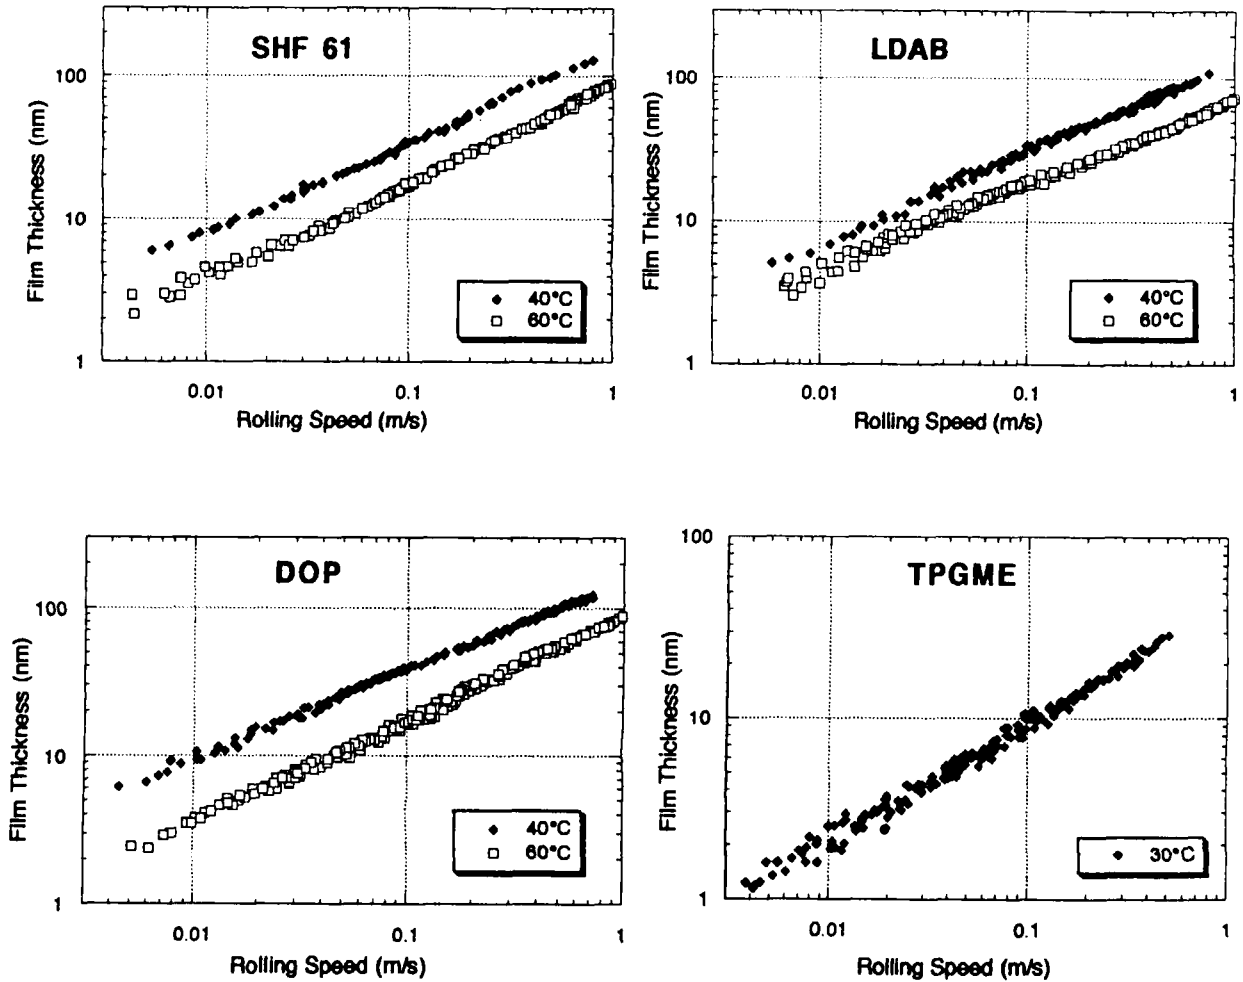 SHF 61
100
10
1
Film Thickness (nm)
40°C
60°C
0.01
0.1
1
Rolling Speed (m/s)
LDAB
100
10
1
Film Thickness (nm)
40°C
60°C
0.01
0.1
1
Rolling Speed (m/s)
DOP
100
10
1
Film Thickness (nm)
40°C
60°C
0.01
0.1
1
Rolling Speed (m/s)
TPGME
100
10
1
Film Thickness (nm)
30°C
0.01
0.1
1
Rolling Speed (m/s)